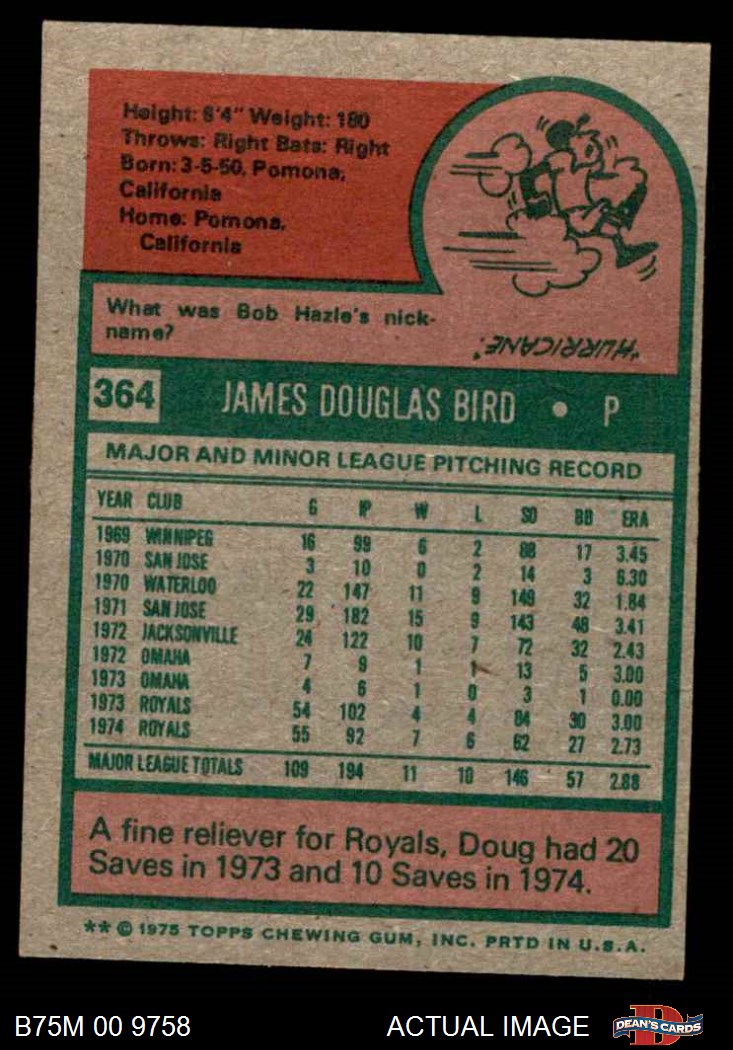 Height: 6'4" Weight: 180
Throws: Right Bats: Right
Born: 3-5-50, Pomona,
California
Home: Pomona,
California
What was Bob Hazle's nick-
name?
"HURRICANE."
364 JAMES DOUGLAS BIRD • P
MAJOR AND MINOR LEAGUE PITCHING RECORD
YEAR CLUB G IP W L SO BB ERA
1969 WINNIPEG 16 99 6 2 88 17 3.45
1970 SAN JOSE 3 10 0 2 14 3 6.30
1970 WATERLOO 22 147 11 9 149 32 1.84
1971 SAN JOSE 29 182 15 9 143 48 3.41
1972 JACKSONVILLE 24 122 10 7 72 32 2.43
1972 OMAHA 7 9 1 1 13 5 3.00
1973 OMAHA 4 6 1 0 3 1 0.00
1973 ROYALS 54 102 4 4 84 30 3.00
1974 ROYALS 55 92 7 6 62 27 2.73
MAJOR LEAGUE TOTALS 109 194 11 10 146 57 2.88
A fine reliever for Royals, Doug had 20
Saves in 1973 and 10 Saves in 1974.
** © 1975 TOPPS CHEWING GUM, INC. PRTD IN U.S.A.
B75M 00 9758 ACTUAL IMAGE DEAN'S CARDS